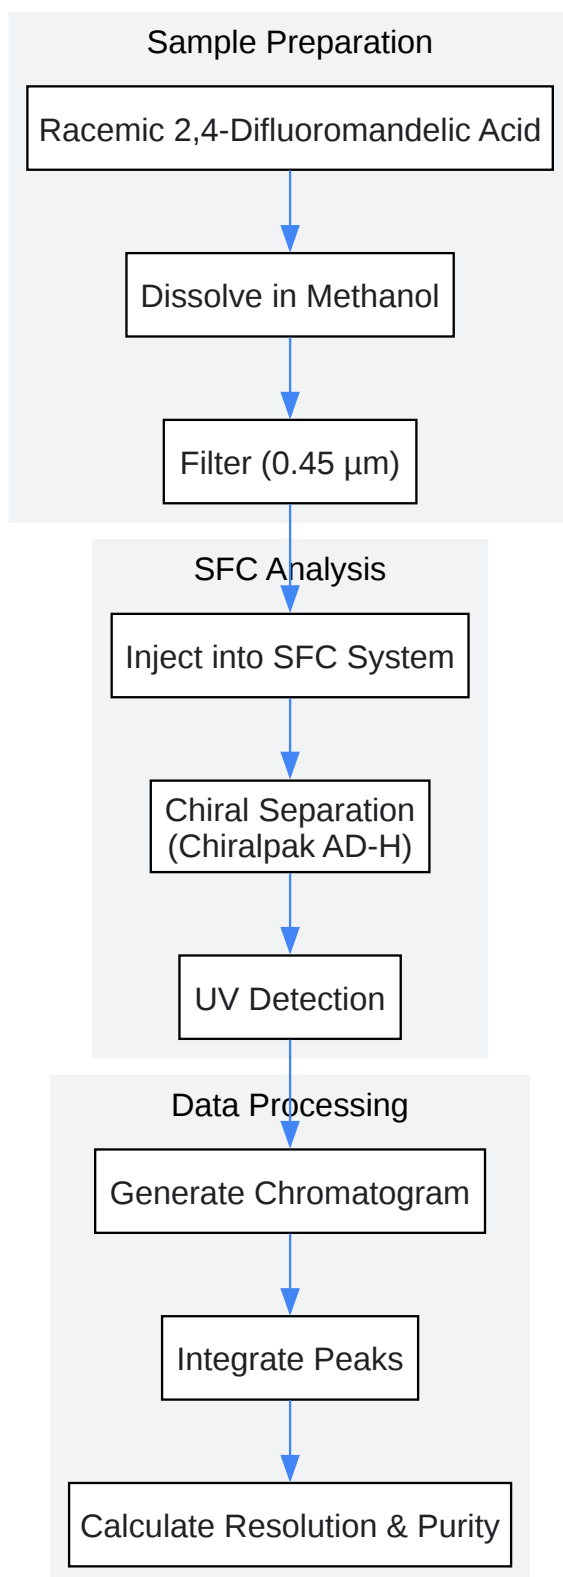 Sample Preparation
Racemic 2,4-Difluoromandelic Acid
Dissolve in Methanol
Filter (0.45 µm)
SFC Analysis
Inject into SFC System
Chiral Separation
(Chiralpak AD-H)
UV Detection
Data Processing
Generate Chromatogram
Integrate Peaks
Calculate Resolution & Purity